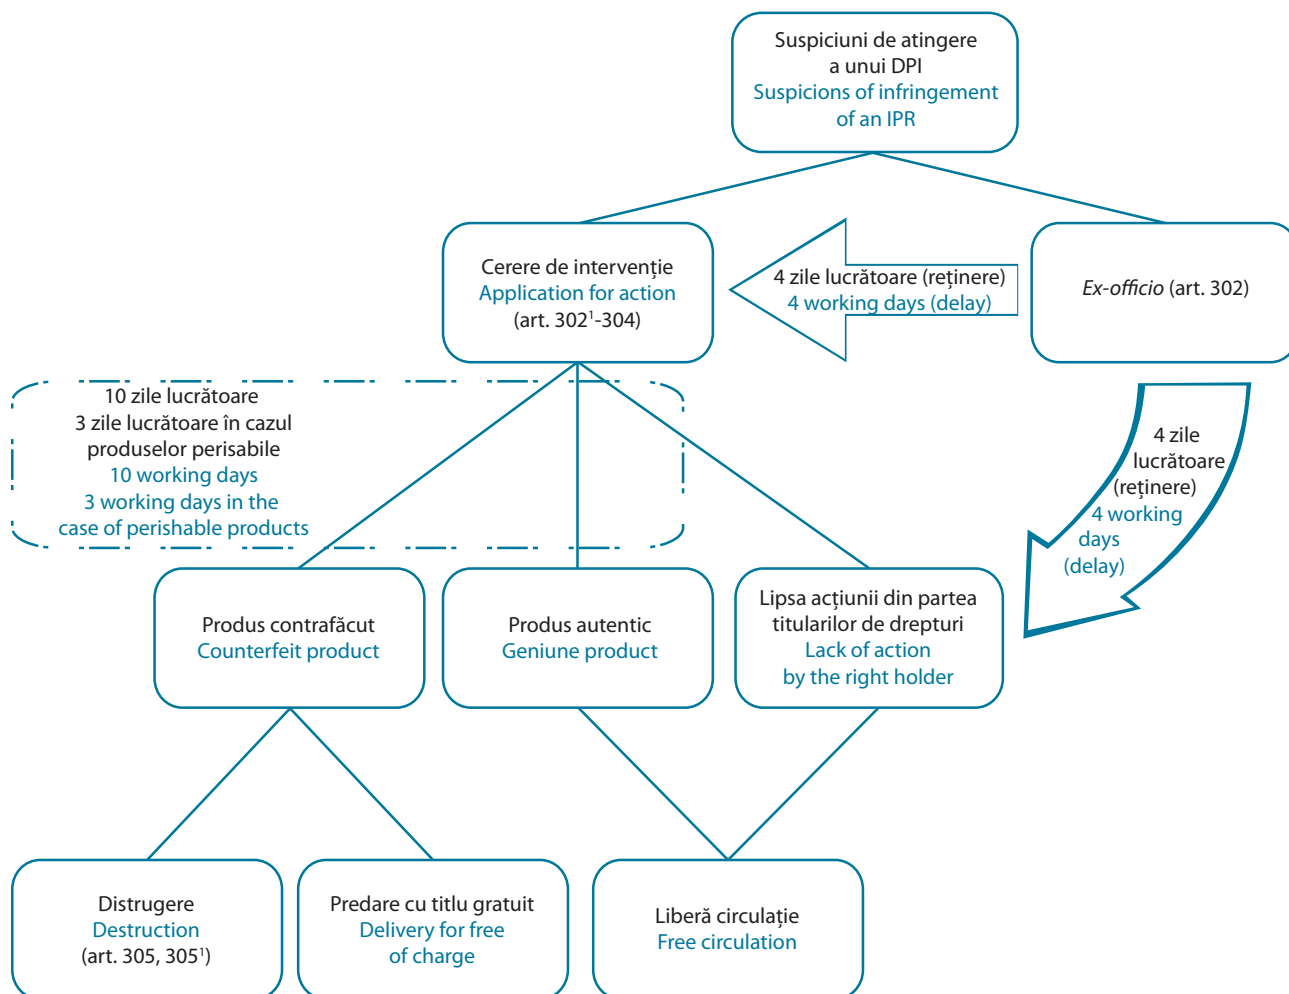 Suspiciuni de atingere
a unui DPI
Suspicions of infringement
of an IPR
Cerere de intervenție
Application for action
(art. 302¹-304)
4 zile lucrătoare (reținere)
4 working days (delay)
Ex-officio (art. 302)
10 zile lucrătoare
3 zile lucrătoare în cazul
produselor perisabile
10 working days
3 working days in the
case of perishable products
4 zile
lucrătoare
(reținere)
4 working
days
(delay)
Produs contrafăcut
Counterfeit product
Produs autentic
Geniune product
Lipsa acțiunii din partea
titularilor de drepturi
Lack of action
by the right holder
Distrugere
Destruction
(art. 305, 305¹)
Predare cu titlu gratuit
Delivery for free
of charge
Liberă circulație
Free circulation